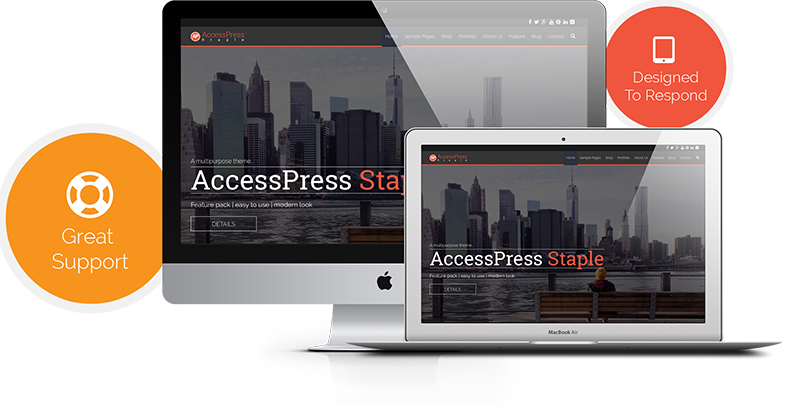 AccessPress
Staple
Home Sample Pages Shop Portfolio About Us Feature Blog Contact
A multipurpose theme..
AccessPress Stap
Feature pack | easy to use | modern look
DETAILS
Great
Support
Designed
To Respond
AccessPress
Staple
Home Sample Pages Shop Portfolio About Us Feature Blog Contact
A multipurpose theme..
AccessPress Staple
Feature pack | easy to use | modern look
DETAILS
MacBook Air